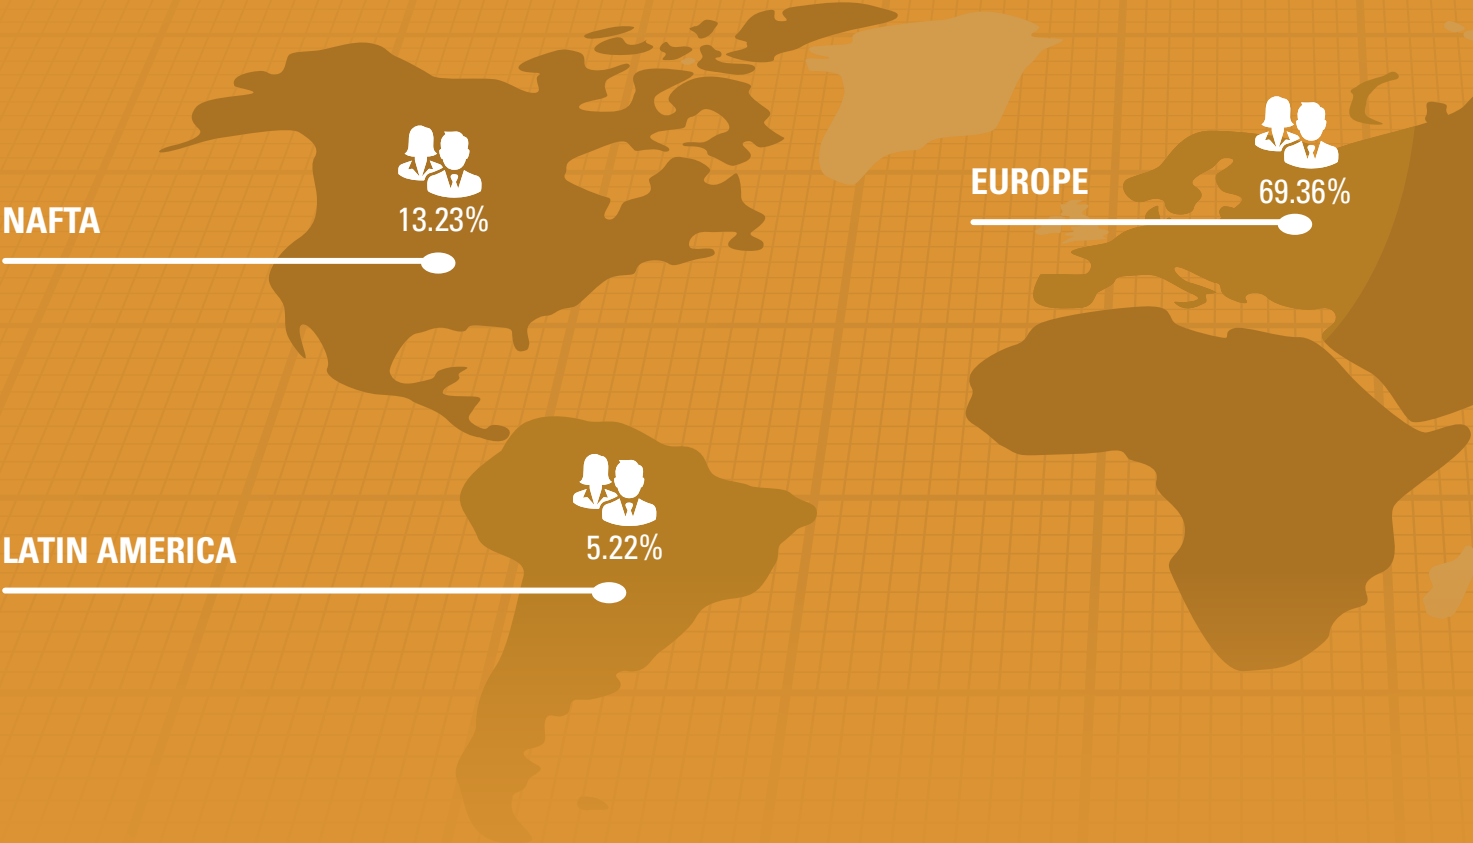 NAFTA
13.23%
EUROPE
69.36%
LATIN AMERICA
5.22%